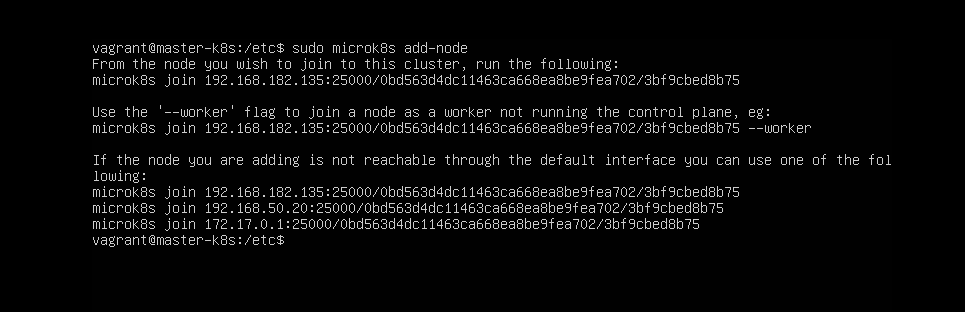 vagrant@master-k8s:/etc$ sudo microk8s add-node
From the node you wish to join to this cluster, run the following:
microk8s join 192.168.182.135:25000/0bd563d4dc11463ca668ea8be9fea702/3bf9cbed8b75
Use the '--worker' flag to join a node as a worker not running the control plane, eg:
microk8s join 192.168.182.135:25000/0bd563d4dc11463ca668ea8be9fea702/3bf9cbed8b75 --worker
If the node you are adding is not reachable through the default interface you can use one of the fol
lowing:
microk8s join 192.168.182.135:25000/0bd563d4dc11463ca668ea8be9fea702/3bf9cbed8b75
microk8s join 192.168.50.20:25000/0bd563d4dc11463ca668ea8be9fea702/3bf9cbed8b75
microk8s join 172.17.0.1:25000/0bd563d4dc11463ca668ea8be9fea702/3bf9cbed8b75
vagrant@master-k8s:/etc$